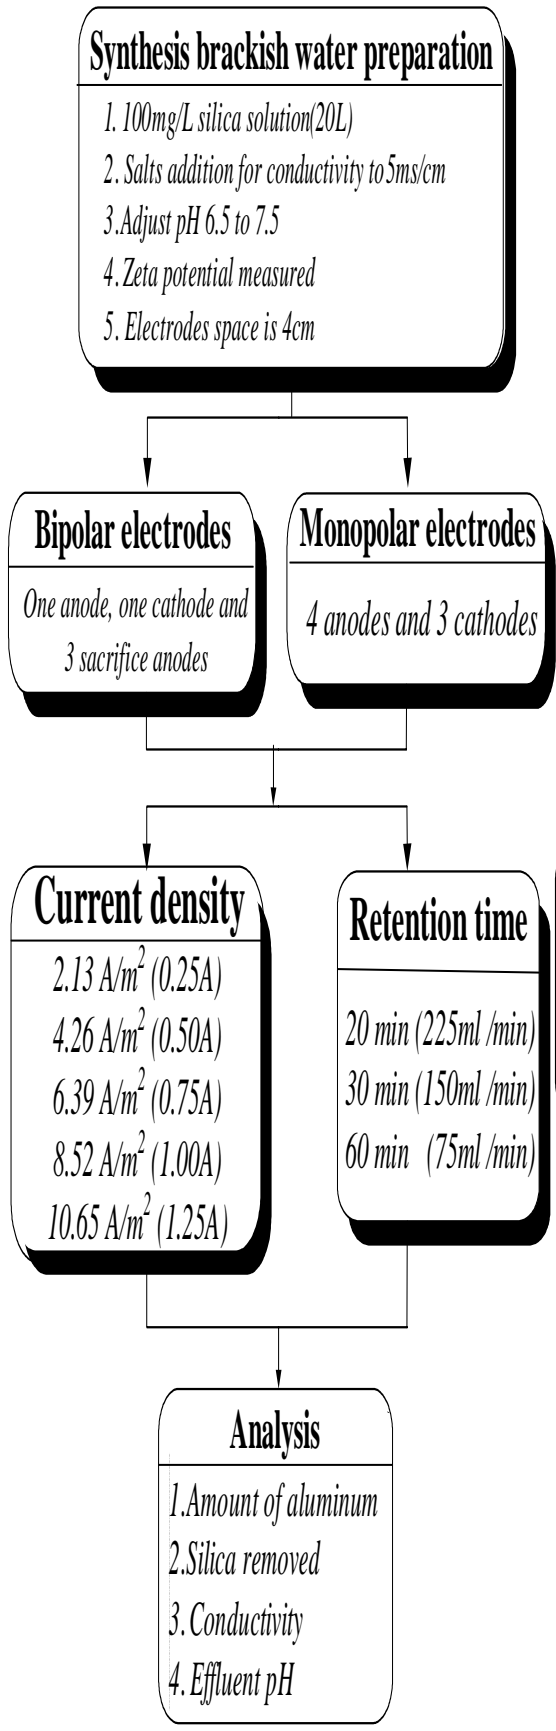 Synthesis brackish water preparation
1. 100mg/L silica solution(20L)
2. Salts addition for conductivity to 5ms/cm
3. Adjust pH 6.5 to 7.5
4. Zeta potential measured
5. Electrodes space is 4cm
Bipolar electrodes
One anode, one cathode and
3 sacrifice anodes
Monopolar electrodes
4 anodes and 3 cathodes
Current density
2.13 A/m² (0.25A)
4.26 A/m² (0.50A)
6.39 A/m² (0.75A)
8.52 A/m² (1.00A)
10.65 A/m² (1.25A)
Retention time
20 min (225ml /min)
30 min (150ml /min)
60 min (75ml /min)
Analysis
1.Amount of aluminum
2.Silica removed
3. Conductivity
4. Effluent pH